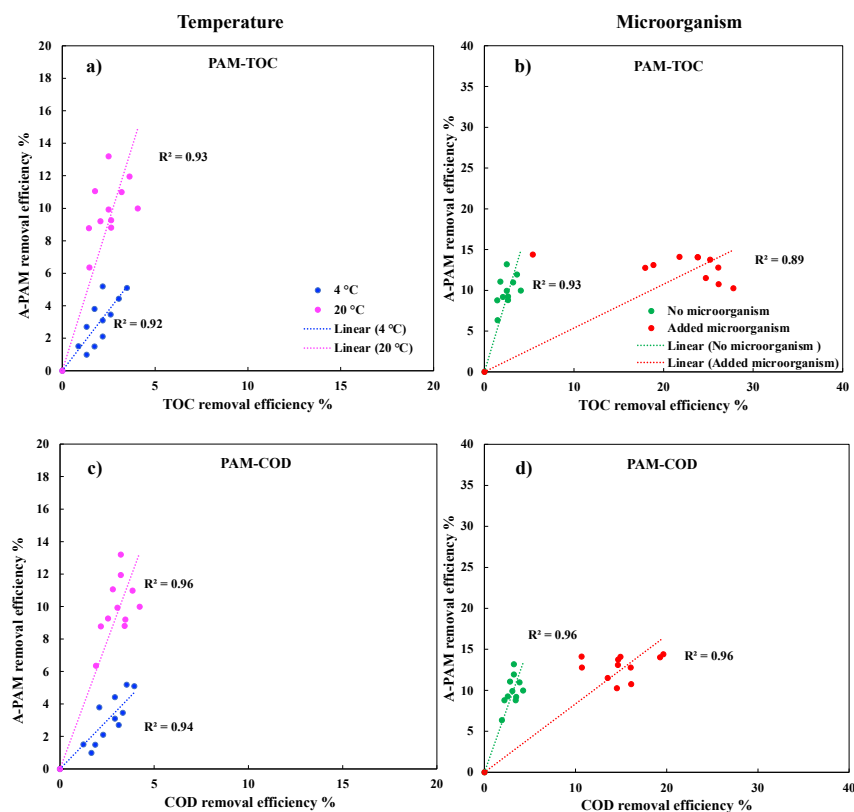 Temperature
Microorganism
a)
PAM-TOC
A-PAM removal efficiency %
20
18
16
14
12
10
8
6
4
2
0
R² = 0.93
R² = 0.92
4 °C
20 °C
Linear (4 °C)
Linear (20 °C)
0
5
10
15
20
TOC removal efficiency %
b)
PAM-TOC
A-PAM removal efficiency %
40
35
30
25
20
15
10
5
0
R² = 0.93
R² = 0.89
No microorganism
Added microorganism
Linear (No microorganism )
Linear (Added microorganism)
0
10
20
30
40
TOC removal efficiency %
c)
PAM-COD
A-PAM removal efficiency %
20
18
16
14
12
10
8
6
4
2
0
R² = 0.96
R² = 0.94
0
5
10
15
20
COD removal efficiency %
d)
PAM-COD
A-PAM removal efficiency %
40
35
30
25
20
15
10
5
0
R² = 0.96
R² = 0.96
0
10
20
30
40
COD removal efficiency %